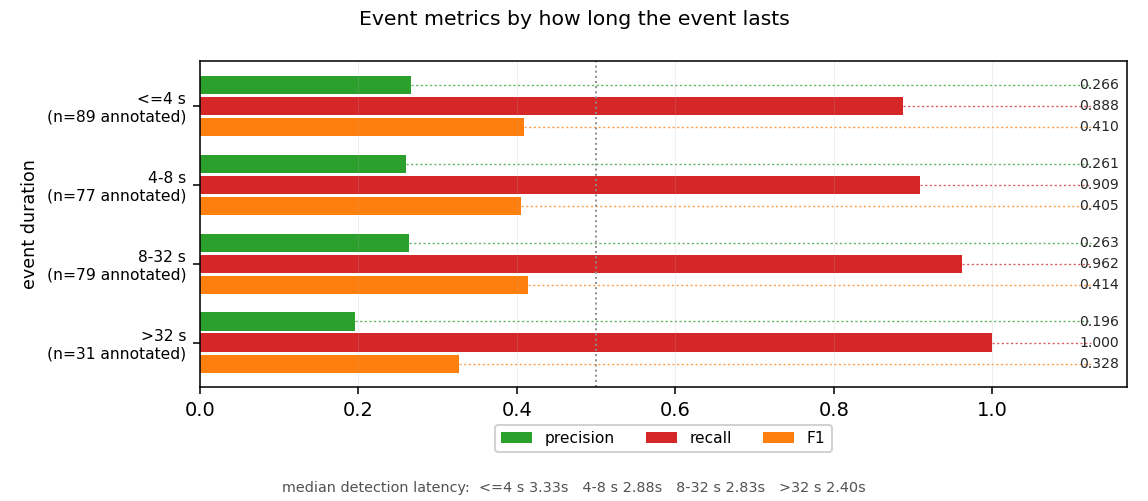 Event metrics by how long the event lasts
event duration
<=4 s
(n=89 annotated)
0.266
0.888
0.410
4-8 s
(n=77 annotated)
0.261
0.909
0.405
8-32 s
(n=79 annotated)
0.263
0.962
0.414
>32 s
(n=31 annotated)
0.196
1.000
0.328
0.0 0.2 0.4 0.6 0.8 1.0
precision recall F1
median detection latency: <=4 s 3.33s 4-8 s 2.88s 8-32 s 2.83s >32 s 2.40s